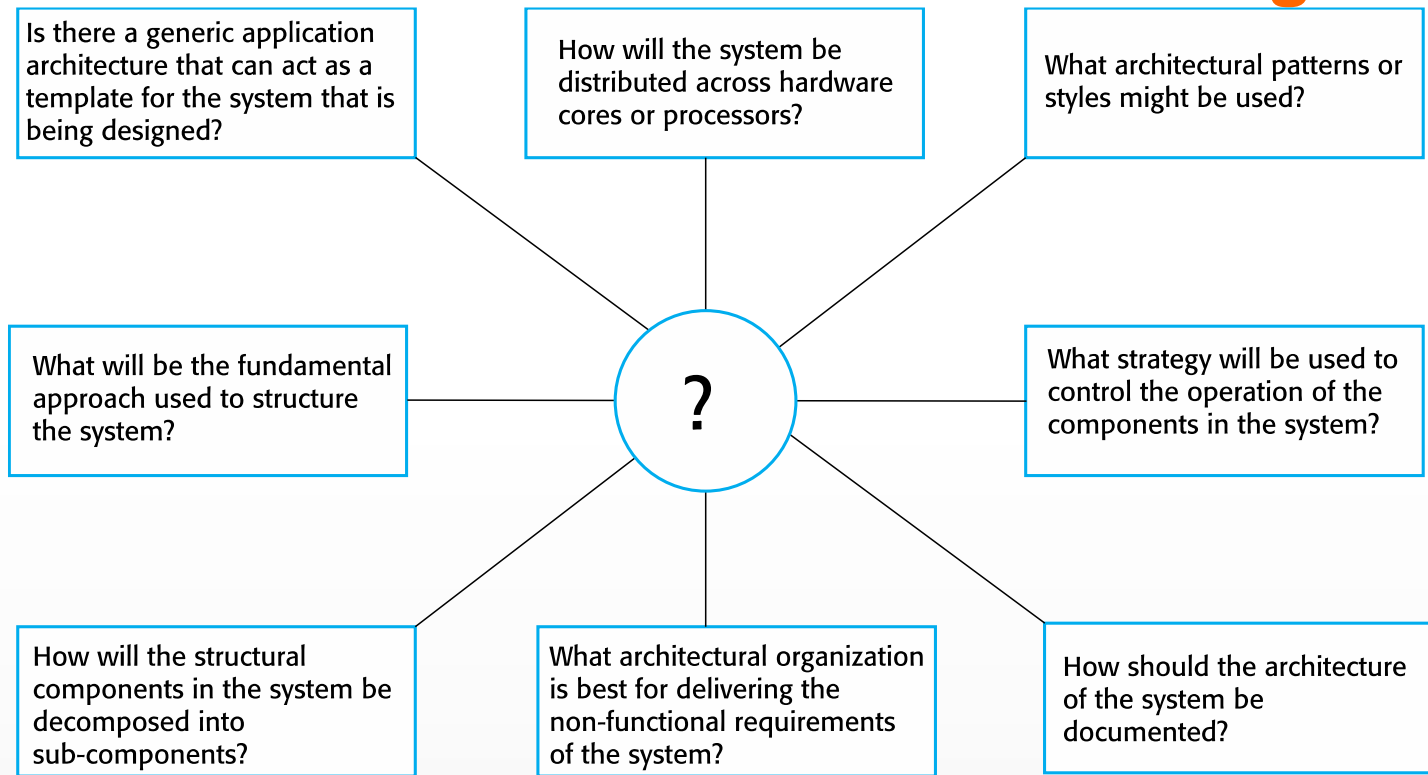 Is there a generic application
architecture that can act as a
template for the system that is
being designed?
How will the system be
distributed across hardware
cores or processors?
What architectural patterns or
styles might be used?
What will be the fundamental
approach used to structure
the system?
?
What strategy will be used to
control the operation of the
components in the system?
How will the structural
components in the system be
decomposed into
sub-components?
What architectural organization
is best for delivering the
non-functional requirements
of the system?
How should the architecture
of the system be
documented?